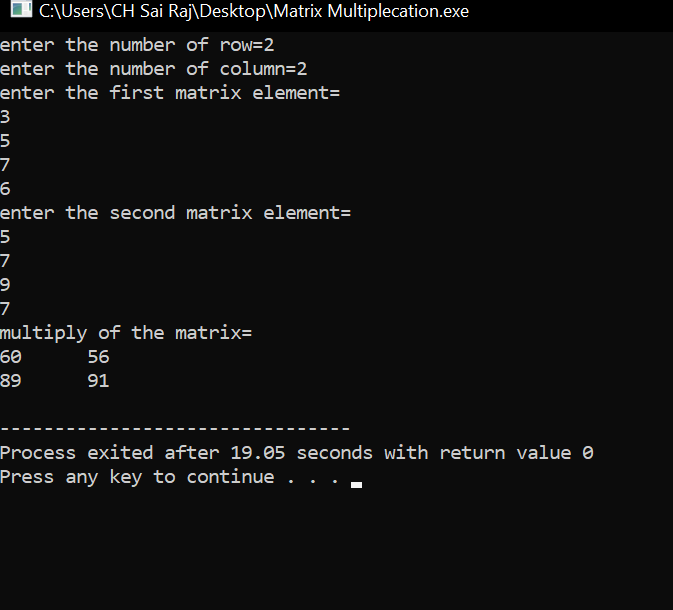 C:\Users\CH Sai Raj\Desktop\Matrix Multiplecation.exe
enter the number of row=2
enter the number of column=2
enter the first matrix element=
3
5
7
6
enter the second matrix element=
5
7
9
7
multiply of the matrix=
60      56
89      91
--------------------------------
Process exited after 19.05 seconds with return value 0
Press any key to continue . . .